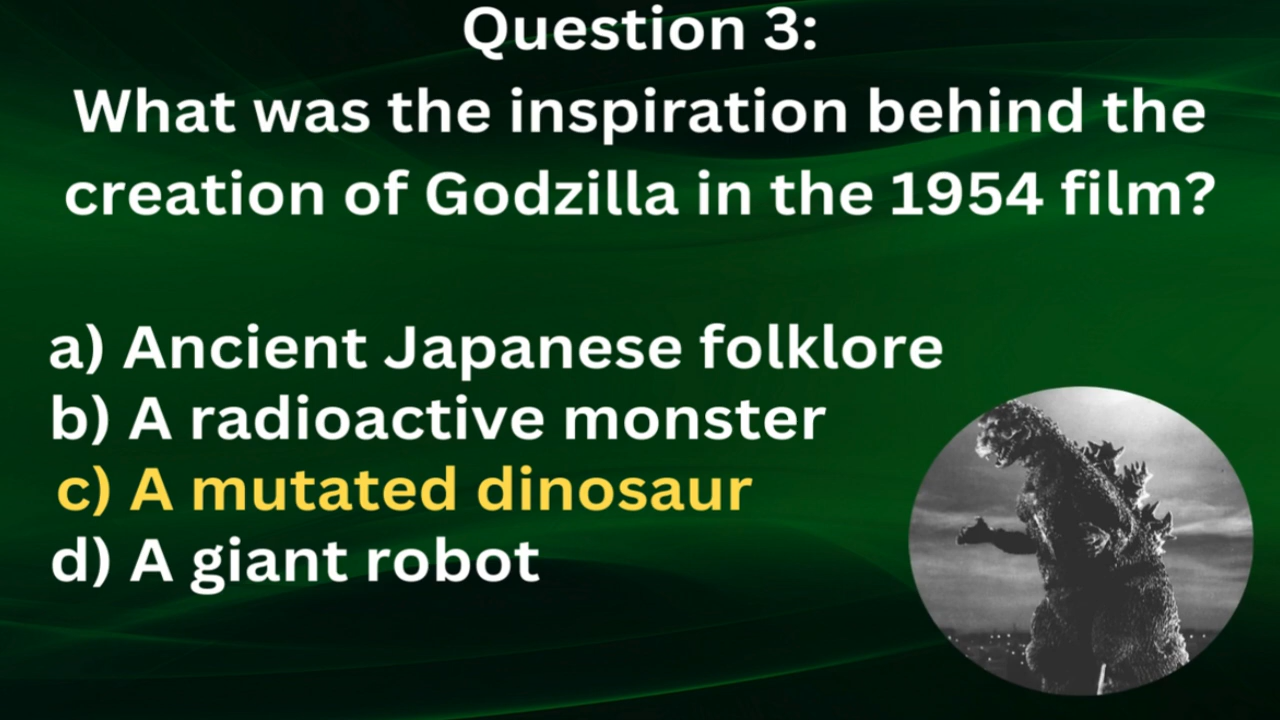 Question 3:
What was the inspiration behind the
creation of Godzilla in the 1954 film?
a) Ancient Japanese folklore
b) A radioactive monster
c) A mutated dinosaur
d) A giant robot